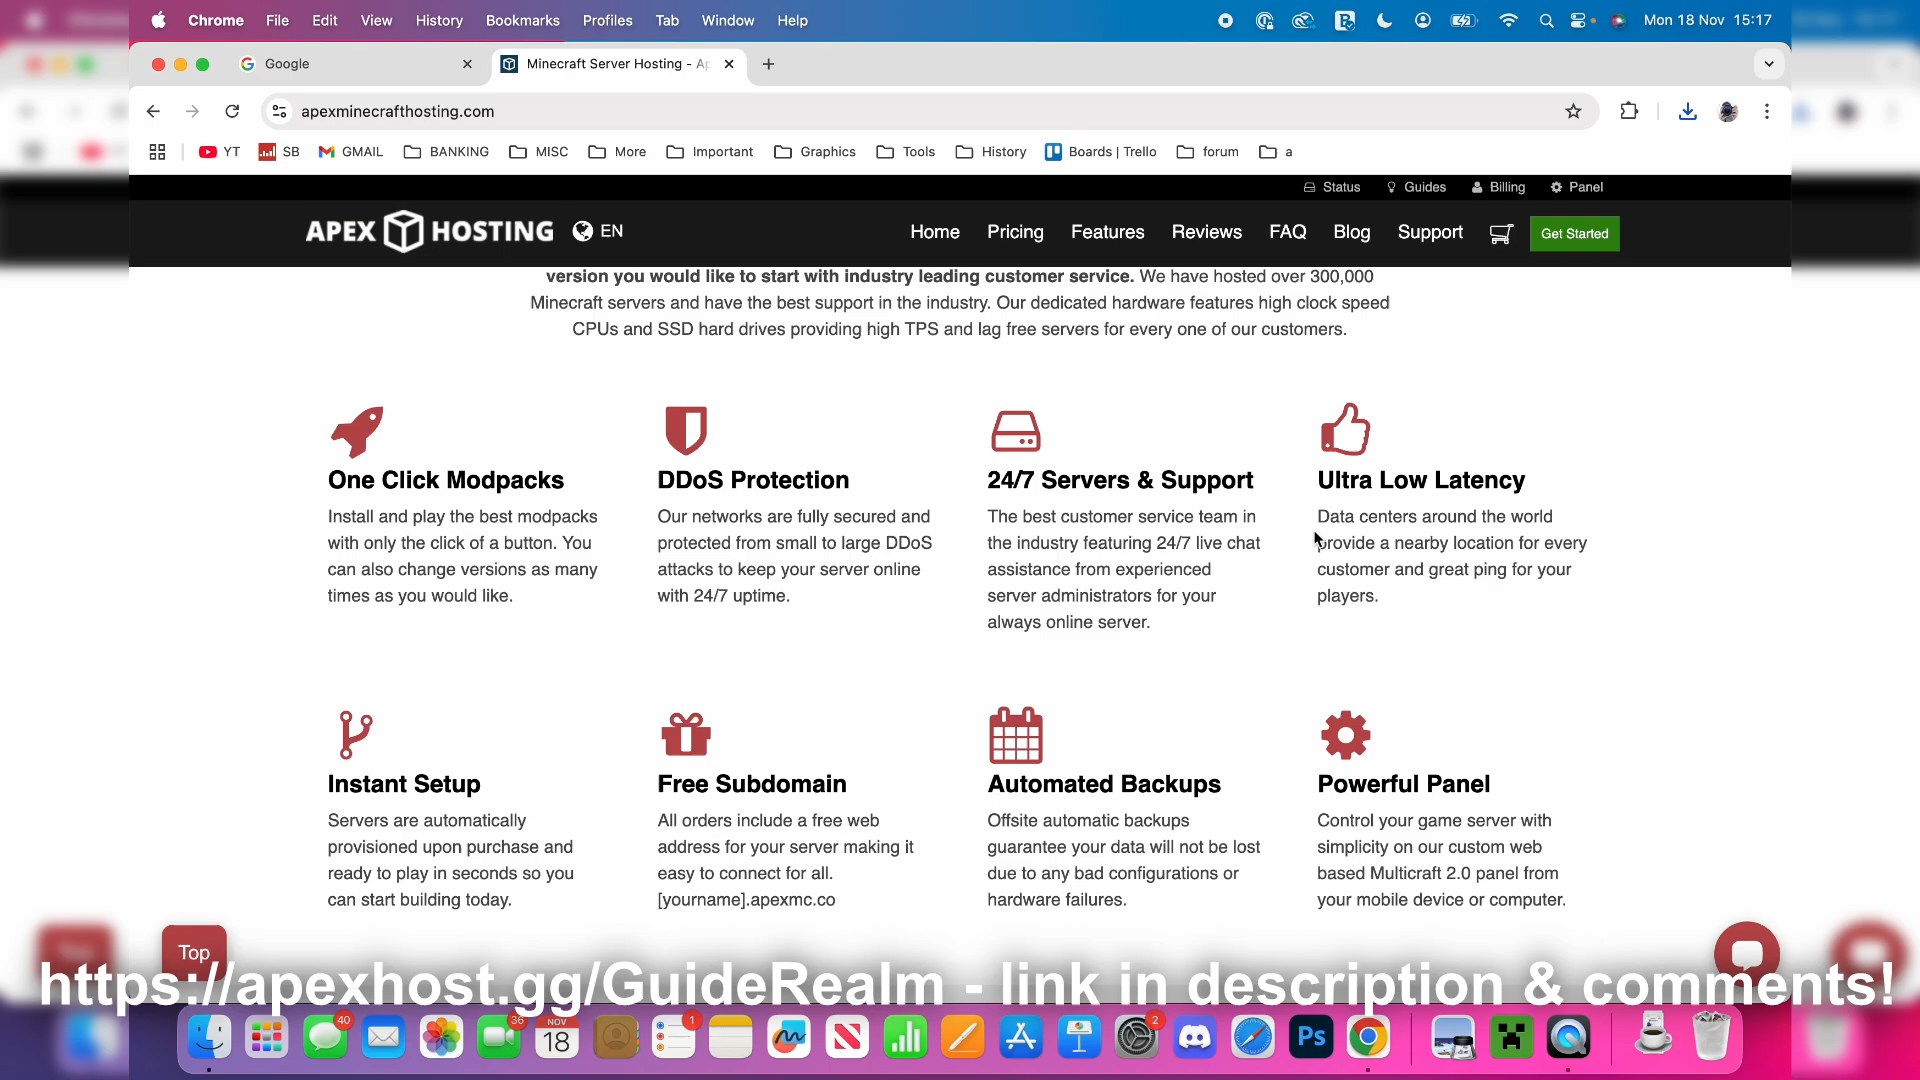 Chrome File Edit View History Bookmarks Profiles Tab Window Help Mon 18 Nov 15:17
Google Minecraft Server Hosting - Ap
apexminecrafthosting.com
YT SB GMAIL BANKING MISC More Important Graphics Tools History Boards | Trello forum a
Status Guides Billing Panel
APEX HOSTING EN Home Pricing Features Reviews FAQ Blog Support Get Started
version you would like to start with industry leading customer service. We have hosted over 300,000
Minecraft servers and have the best support in the industry. Our dedicated hardware features high clock speed
CPUs and SSD hard drives providing high TPS and lag free servers for every one of our customers.
One Click Modpacks
Install and play the best modpacks
with only the click of a button. You
can also change versions as many
times as you would like.
DDoS Protection
Our networks are fully secured and
protected from small to large DDoS
attacks to keep your server online
with 24/7 uptime.
24/7 Servers & Support
The best customer service team in
the industry featuring 24/7 live chat
assistance from experienced
server administrators for your
always online server.
Ultra Low Latency
Data centers around the world
provide a nearby location for every
customer and great ping for your
players.
Instant Setup
Servers are automatically
provisioned upon purchase and
ready to play in seconds so you
can start building today.
Free Subdomain
All orders include a free web
address for your server making it
easy to connect for all.
[yourname].apexmc.co
Automated Backups
Offsite automatic backups
guarantee your data will not be lost
due to any bad configurations or
hardware failures.
Powerful Panel
Control your game server with
simplicity on our custom web
based Multicraft 2.0 panel from
your mobile device or computer.
Top
https://apexhost.gg/GuideRealm - link in description & comments!
40 36 NOV 18 1 2 Ps